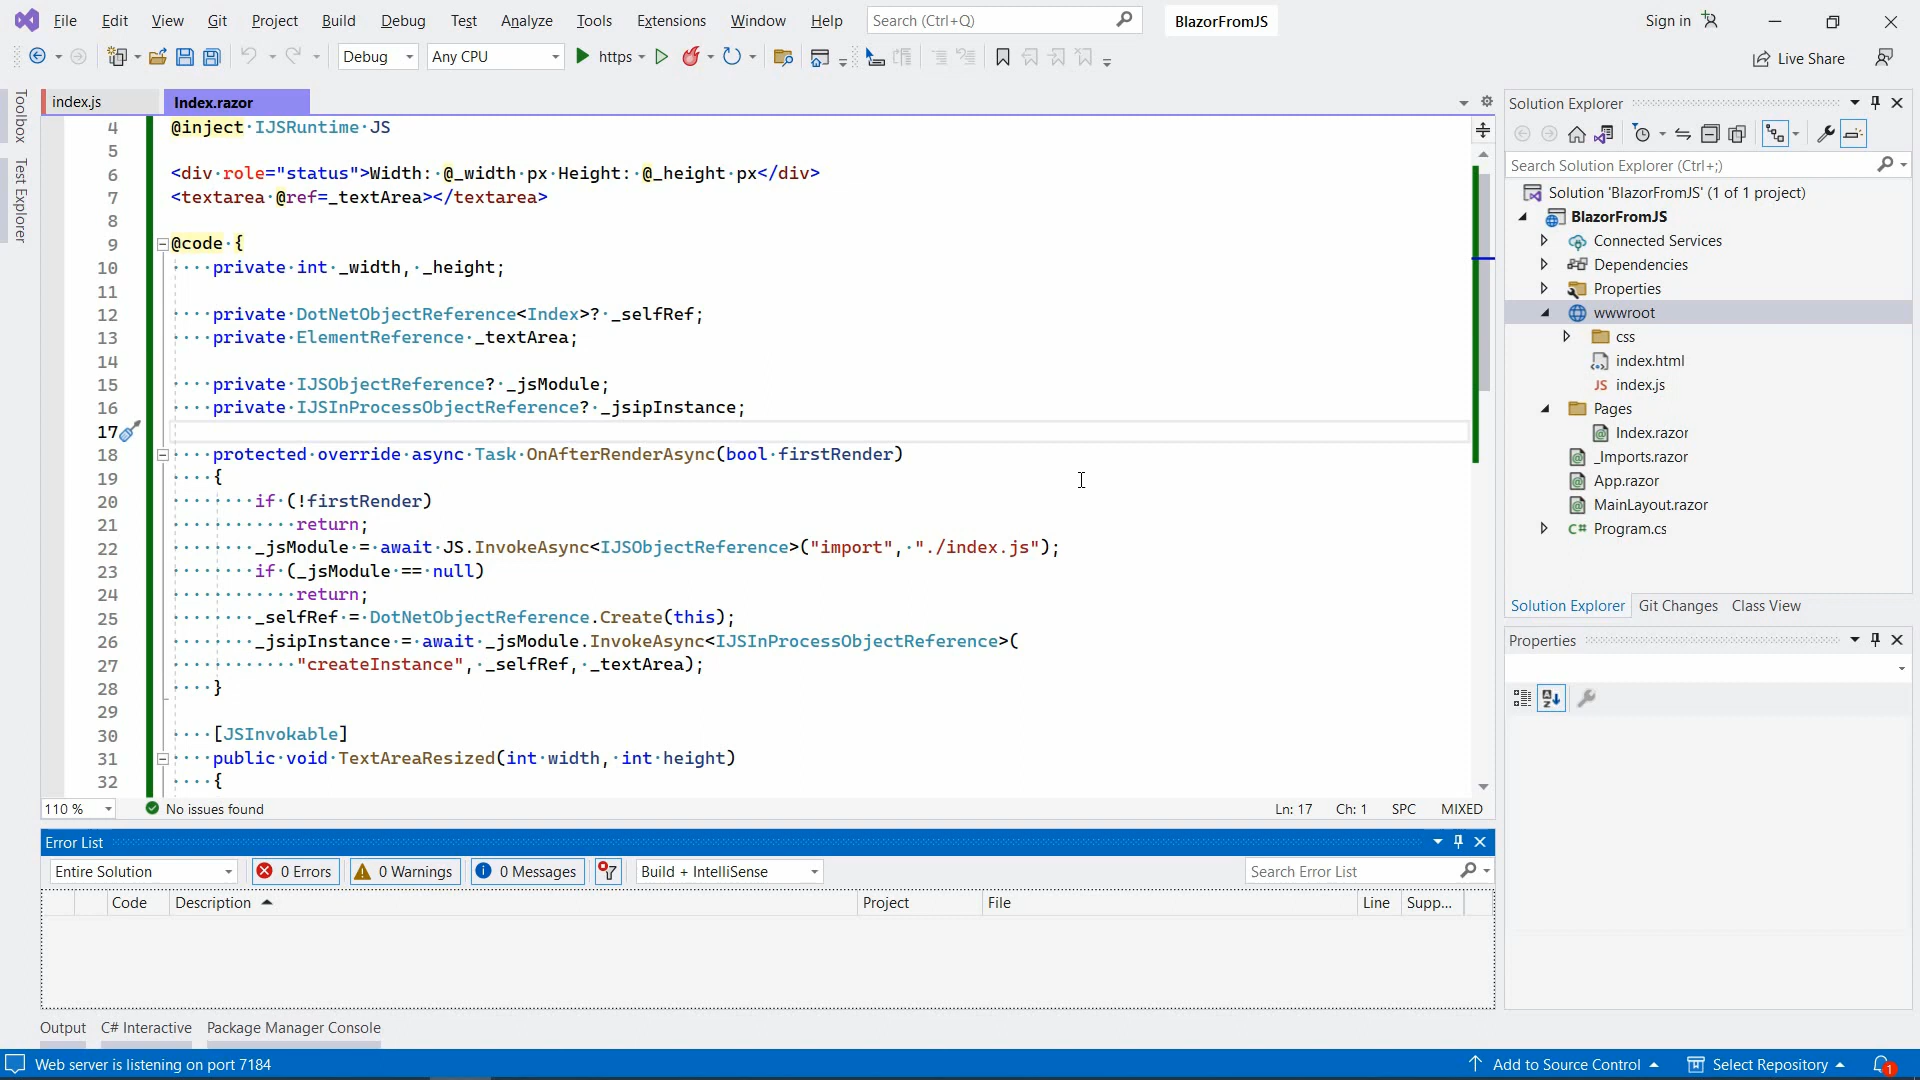 File Edit View Git Project Build Debug Test Analyze Tools Extensions Window Help Search (Ctrl+Q) BlazorFromJS Sign in
Debug Any CPU https Live Share
Toolbox
Test Explorer
index.js Index.razor
4 @inject IJSRuntime JS
5
6 <div role="status">Width: @_width px Height: @_height px</div>
7 <textarea @ref=_textArea></textarea>
8
9 @code {
10 private int _width, _height;
11
12 private DotNetObjectReference<Index>? _selfRef;
13 private ElementReference _textArea;
14
15 private IJSObjectReference? _jsModule;
16 private IJSInProcessObjectReference? _jsipInstance;
17
18 protected override async Task OnAfterRenderAsync(bool firstRender)
19 {
20 if (!firstRender)
21 return;
22 _jsModule = await JS.InvokeAsync<IJSObjectReference>("import", "./index.js");
23 if (_jsModule == null)
24 return;
25 _selfRef = DotNetObjectReference.Create(this);
26 _jsipInstance = await _jsModule.InvokeAsync<IJSInProcessObjectReference>(
27 "createInstance", _selfRef, _textArea);
28 }
29
30 [JSInvokable]
31 public void TextAreaResized(int width, int height)
32 {
110 % No issues found Ln: 17 Ch: 1 SPC MIXED
Error List
Entire Solution 0 Errors 0 Warnings 0 Messages Build + IntelliSense Search Error List
Code Description Project File Line Supp...
Output C# Interactive Package Manager Console
Solution Explorer
Search Solution Explorer (Ctrl+;)
Solution 'BlazorFromJS' (1 of 1 project)
BlazorFromJS
Connected Services
Dependencies
Properties
wwwroot
css
index.html
JS index.js
Pages
Index.razor
_Imports.razor
App.razor
MainLayout.razor
C# Program.cs
Solution Explorer Git Changes Class View
Properties
Web server is listening on port 7184 Add to Source Control Select Repository 1